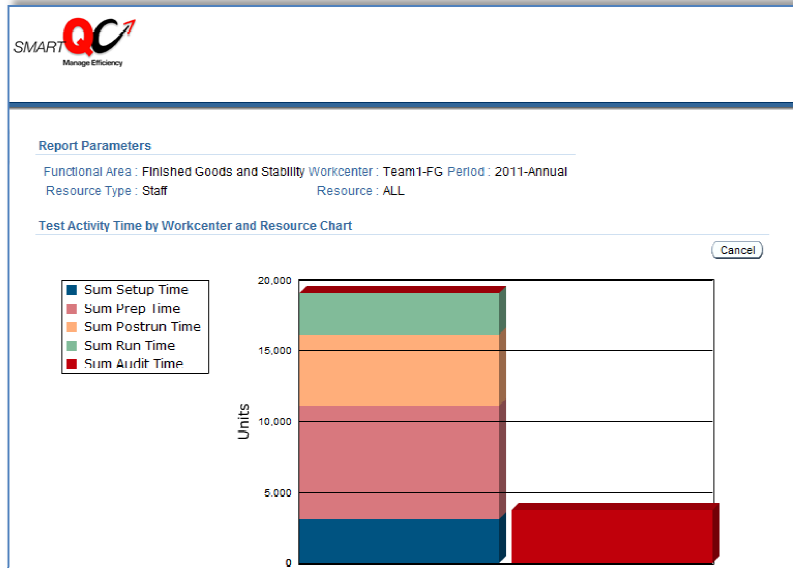 SMART QC
Manage Efficiency
Report Parameters
Functional Area : Finished Goods and Stability Workcenter : Team1-FG Period : 2011-Annual
Resource Type : Staff Resource : ALL
Test Activity Time by Workcenter and Resource Chart
Cancel
Sum Setup Time
Sum Prep Time
Sum Postrun Time
Sum Run Time
Sum Audit Time
20,000
15,000
10,000
5,000
0
Units